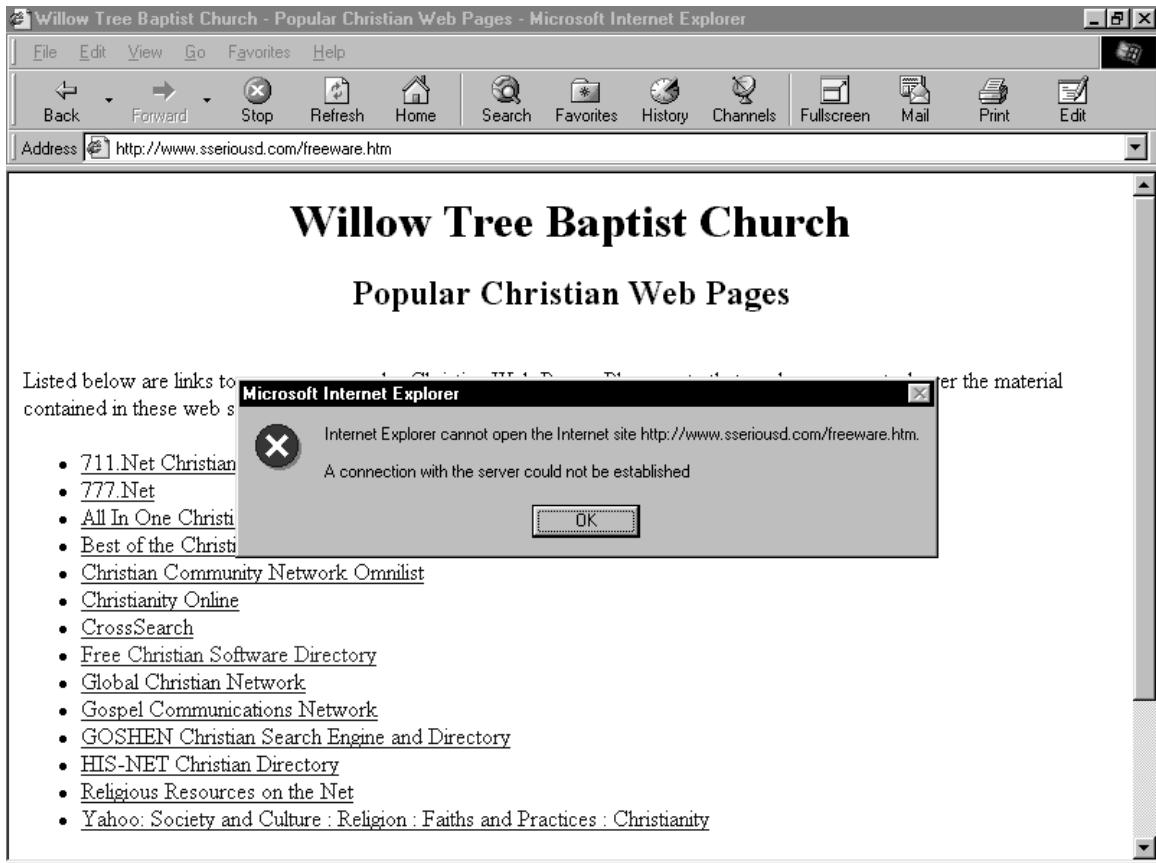 Willow Tree Baptist Church - Popular Christian Web Pages - Microsoft Internet Explorer
File Edit View Go Favorites Help
Back Forward Stop Refresh Home Search Favorites History Channels Fullscreen Mail Print Edit
Address http://www.sseriousd.com/freeware.htm
Willow Tree Baptist Church
Popular Christian Web Pages
Listed below are links to the material
contained in these web
Microsoft Internet Explorer
Internet Explorer cannot open the Internet site http://www.sseriousd.com/freeware.htm.
A connection with the server could not be established
OK
711.Net Christian
777.Net
All In One Christi
Best of the Christi
Christian Community Network Omnilist
Christianity Online
CrossSearch
Free Christian Software Directory
Global Christian Network
Gospel Communications Network
GOSHEN Christian Search Engine and Directory
HIS-NET Christian Directory
Religious Resources on the Net
Yahoo: Society and Culture : Religion : Faiths and Practices : Christianity